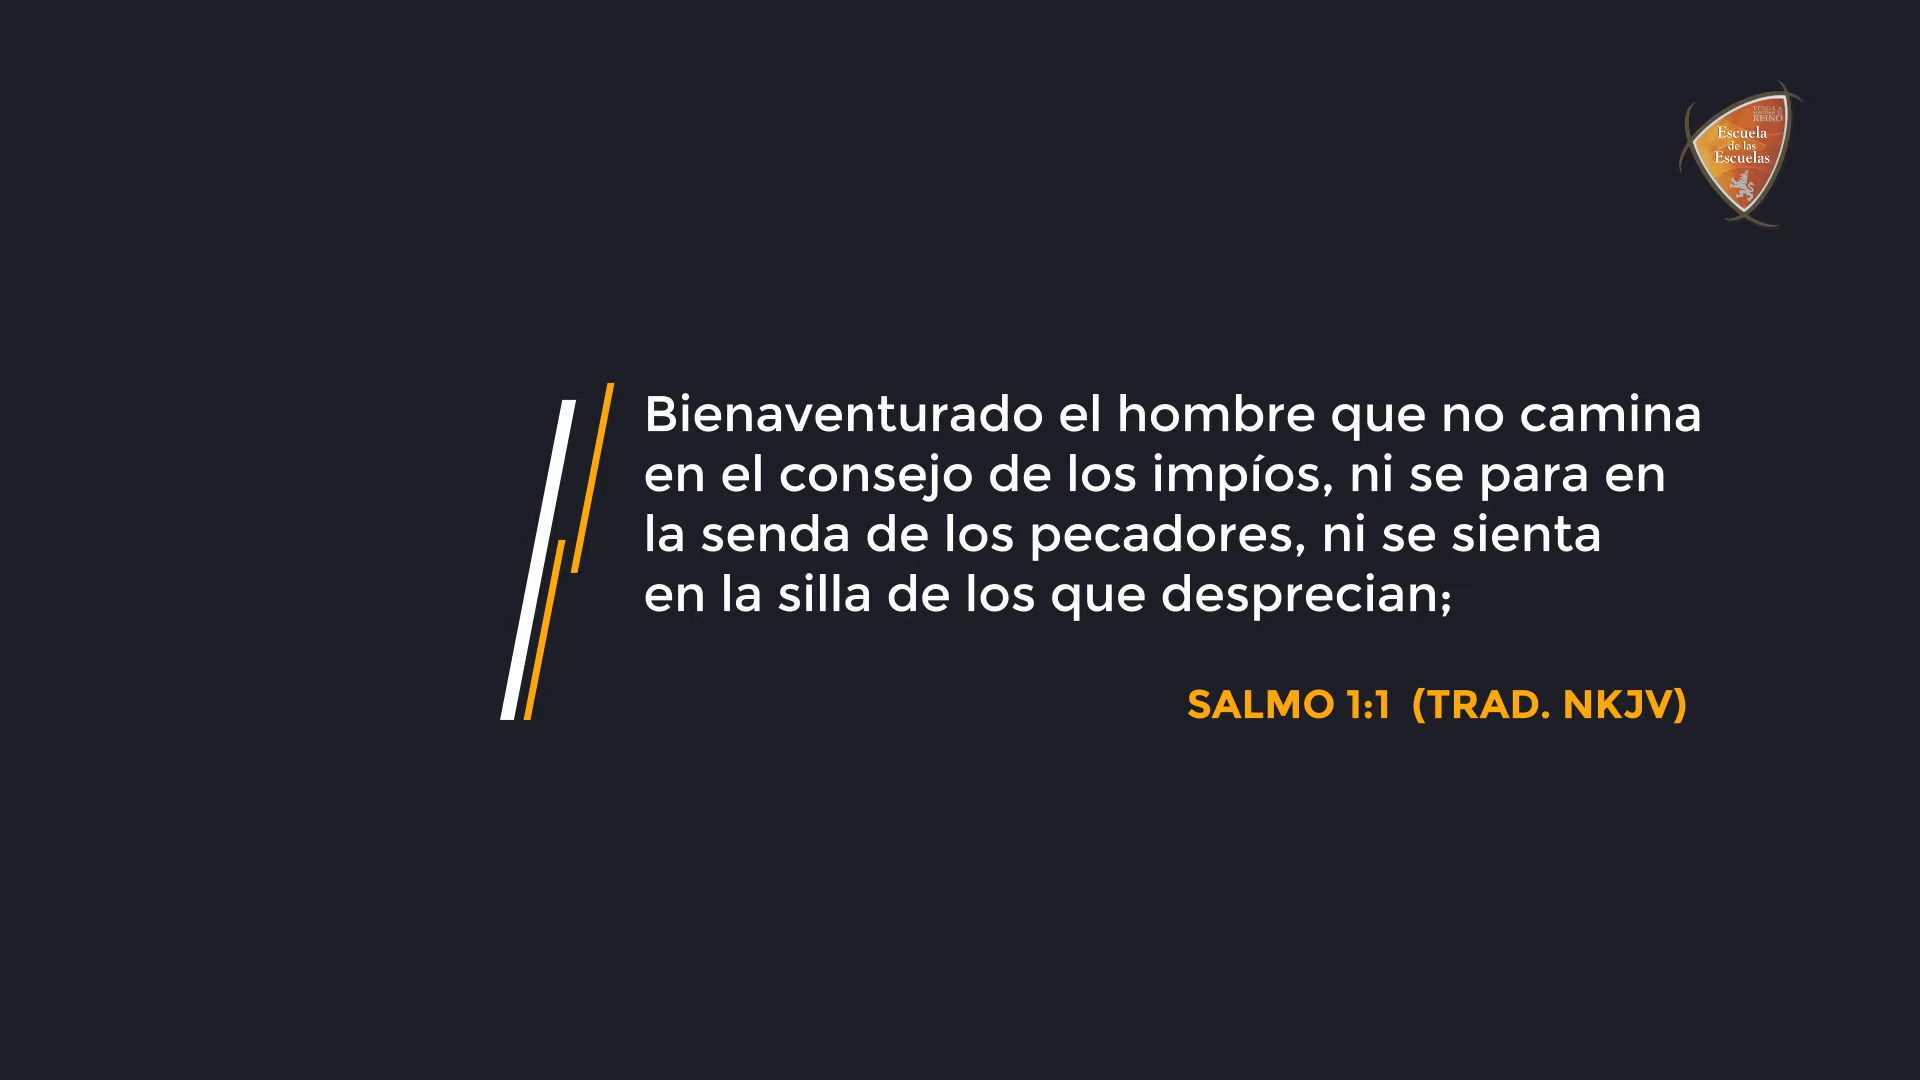 VENGA A
REINO
Escuela
de las
Escuelas
Bienaventurado el hombre que no camina
en el consejo de los impíos, ni se para en
la senda de los pecadores, ni se sienta
en la silla de los que desprecian;
SALMO 1:1 (TRAD. NKJV)